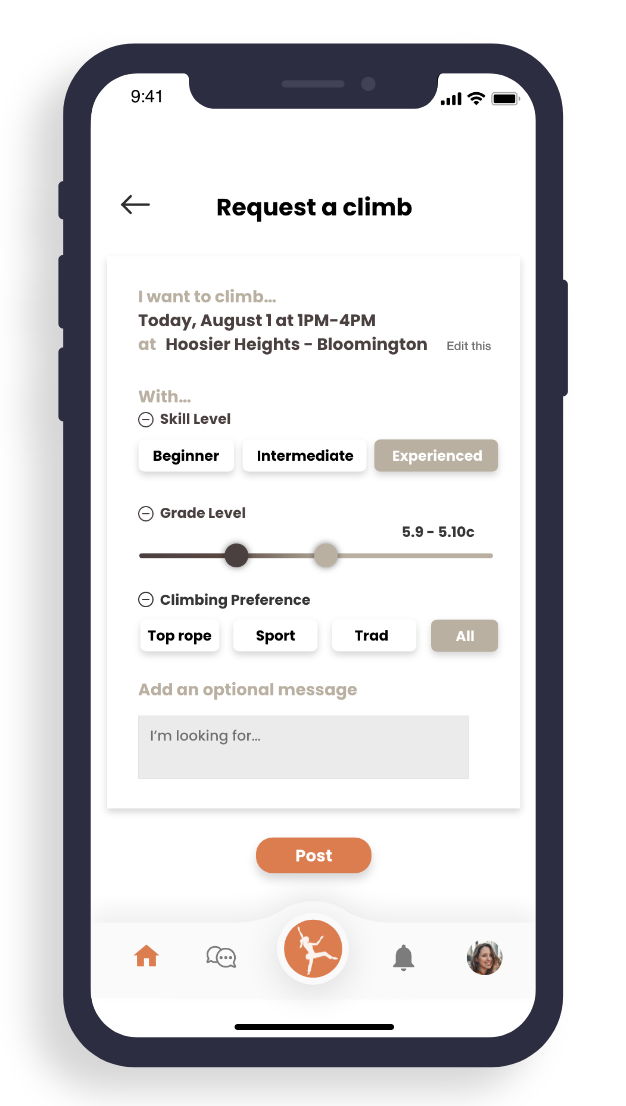 9:41
Request a climb
I want to climb...
Today, August 1 at 1PM-4PM
at Hoosier Heights - Bloomington Edit this
With...
Skill Level
Beginner Intermediate Experienced
Grade Level
5.9 - 5.10c
Climbing Preference
Top rope Sport Trad All
Add an optional message
I'm looking for...
Post